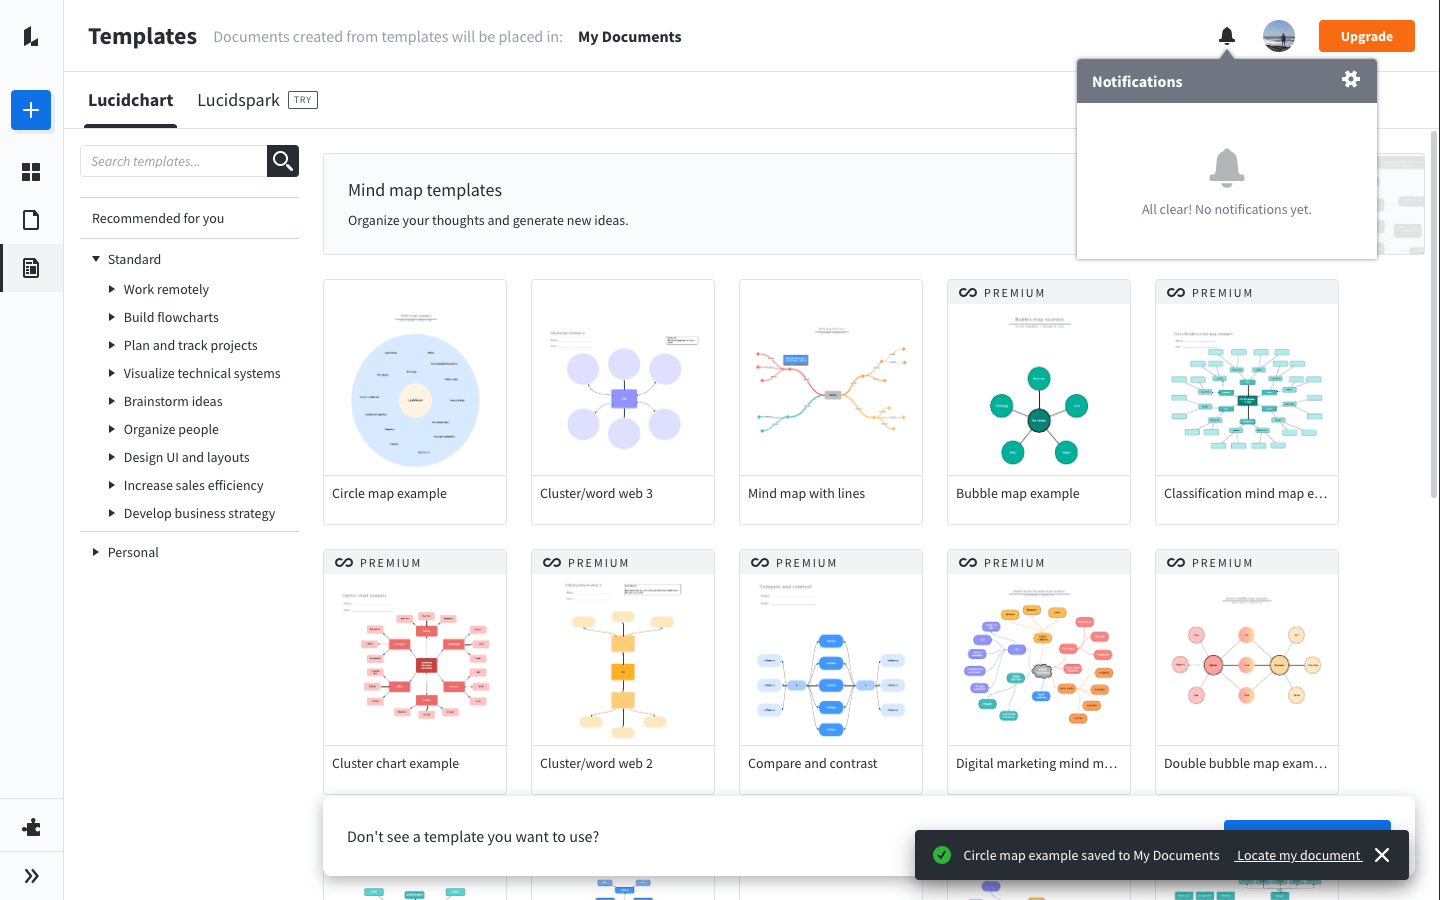 Templates
Documents created from templates will be placed in: My Documents
Upgrade
Notifications
All clear! No notifications yet.
Lucidchart
Lucidspark TRY
Search templates...
Recommended for you
Standard
Work remotely
Build flowcharts
Plan and track projects
Visualize technical systems
Brainstorm ideas
Organize people
Design UI and layouts
Increase sales efficiency
Develop business strategy
Personal
Mind map templates
Organize your thoughts and generate new ideas.
Circle map example
Cluster/word web 3
Mind map with lines
PREMIUM
Bubble map example
PREMIUM
Classification mind map e...
PREMIUM
Cluster chart example
PREMIUM
Cluster/word web 2
PREMIUM
Compare and contrast
PREMIUM
Digital marketing mind m...
PREMIUM
Double bubble map exam...
Don't see a template you want to use?
Circle map example saved to My Documents Locate my document